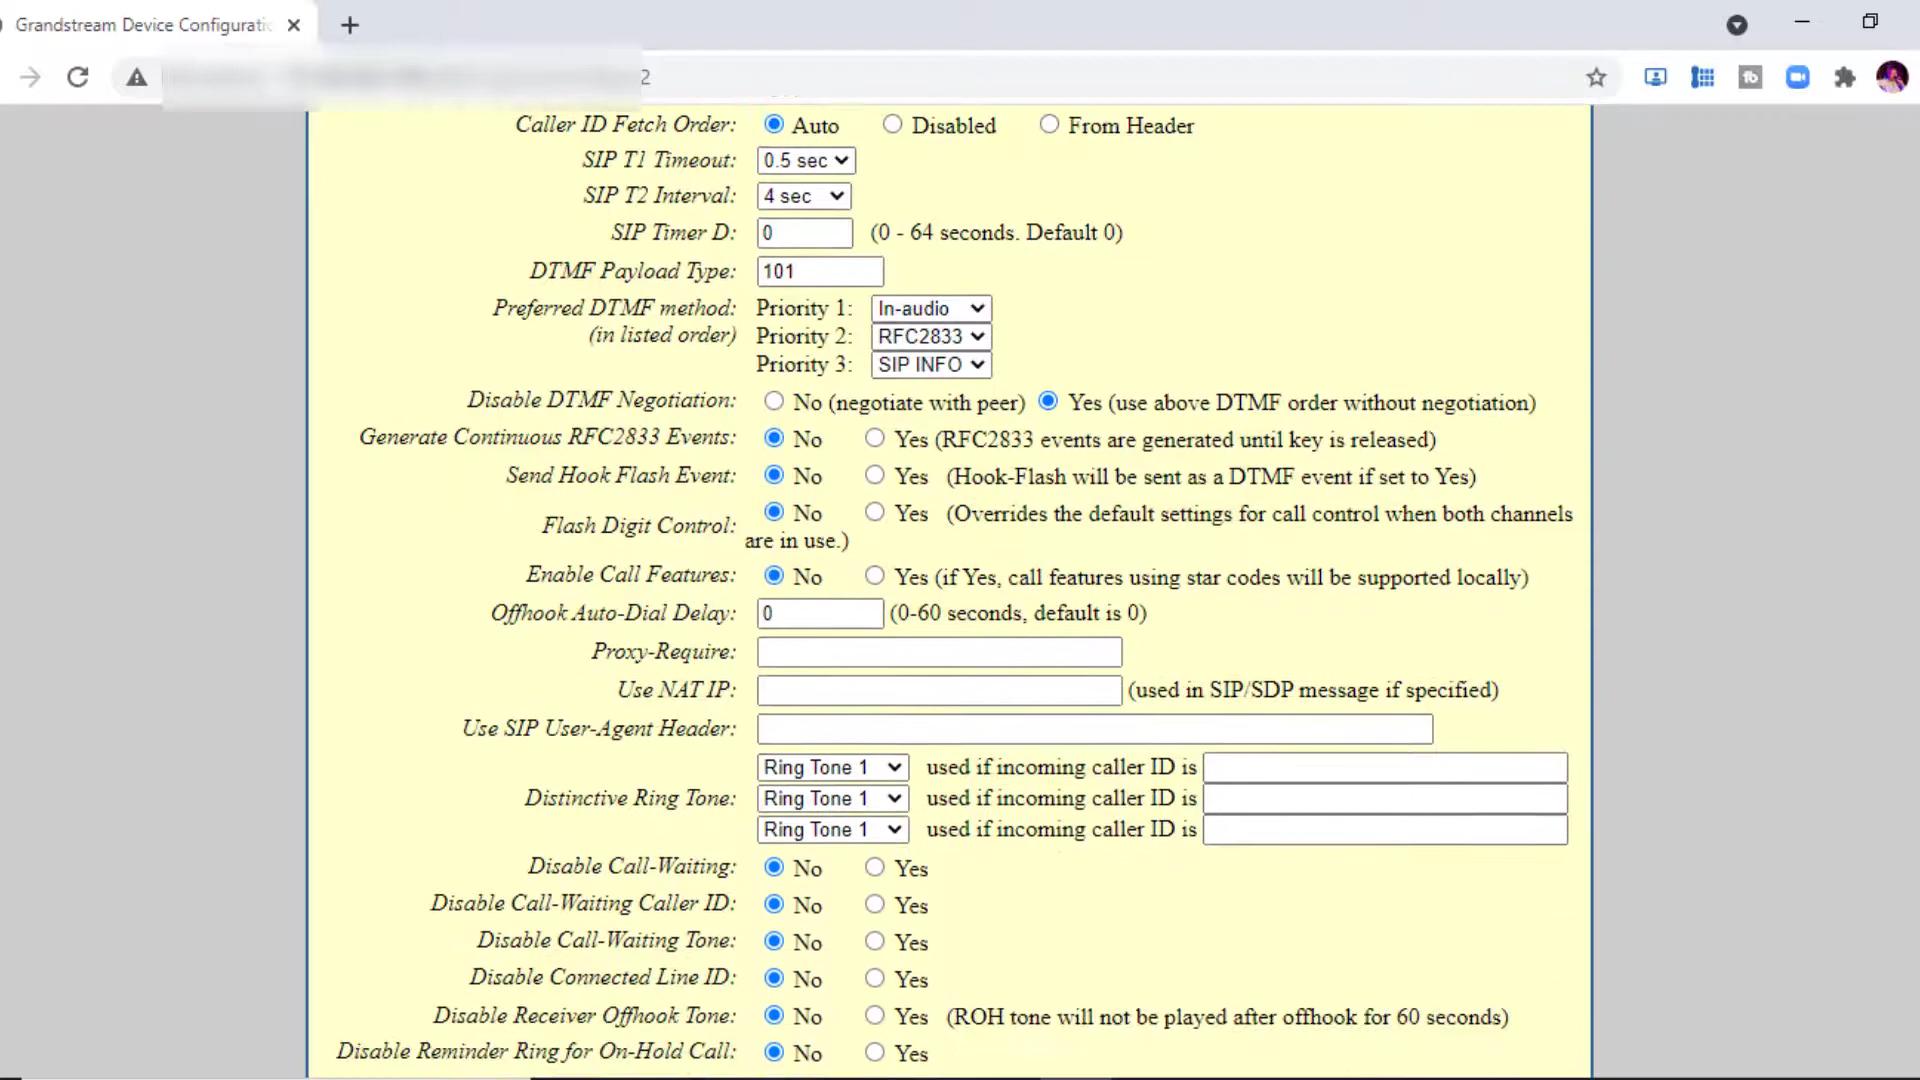 Grandstream Device Configuratio
2
Caller ID Fetch Order: Auto Disabled From Header
SIP T1 Timeout: 0.5 sec
SIP T2 Interval: 4 sec
SIP Timer D: 0 (0 - 64 seconds. Default 0)
DTMF Payload Type: 101
Preferred DTMF method: Priority 1: In-audio
(in listed order) Priority 2: RFC2833
Priority 3: SIP INFO
Disable DTMF Negotiation: No (negotiate with peer) Yes (use above DTMF order without negotiation)
Generate Continuous RFC2833 Events: No Yes (RFC2833 events are generated until key is released)
Send Hook Flash Event: No Yes (Hook-Flash will be sent as a DTMF event if set to Yes)
Flash Digit Control: No Yes (Overrides the default settings for call control when both channels
are in use.)
Enable Call Features: No Yes (if Yes, call features using star codes will be supported locally)
Offhook Auto-Dial Delay: 0 (0-60 seconds, default is 0)
Proxy-Require:
Use NAT IP: (used in SIP/SDP message if specified)
Use SIP User-Agent Header:
Ring Tone 1 used if incoming caller ID is
Distinctive Ring Tone: Ring Tone 1 used if incoming caller ID is
Ring Tone 1 used if incoming caller ID is
Disable Call-Waiting: No Yes
Disable Call-Waiting Caller ID: No Yes
Disable Call-Waiting Tone: No Yes
Disable Connected Line ID: No Yes
Disable Receiver Offhook Tone: No Yes (ROH tone will not be played after offhook for 60 seconds)
Disable Reminder Ring for On-Hold Call: No Yes